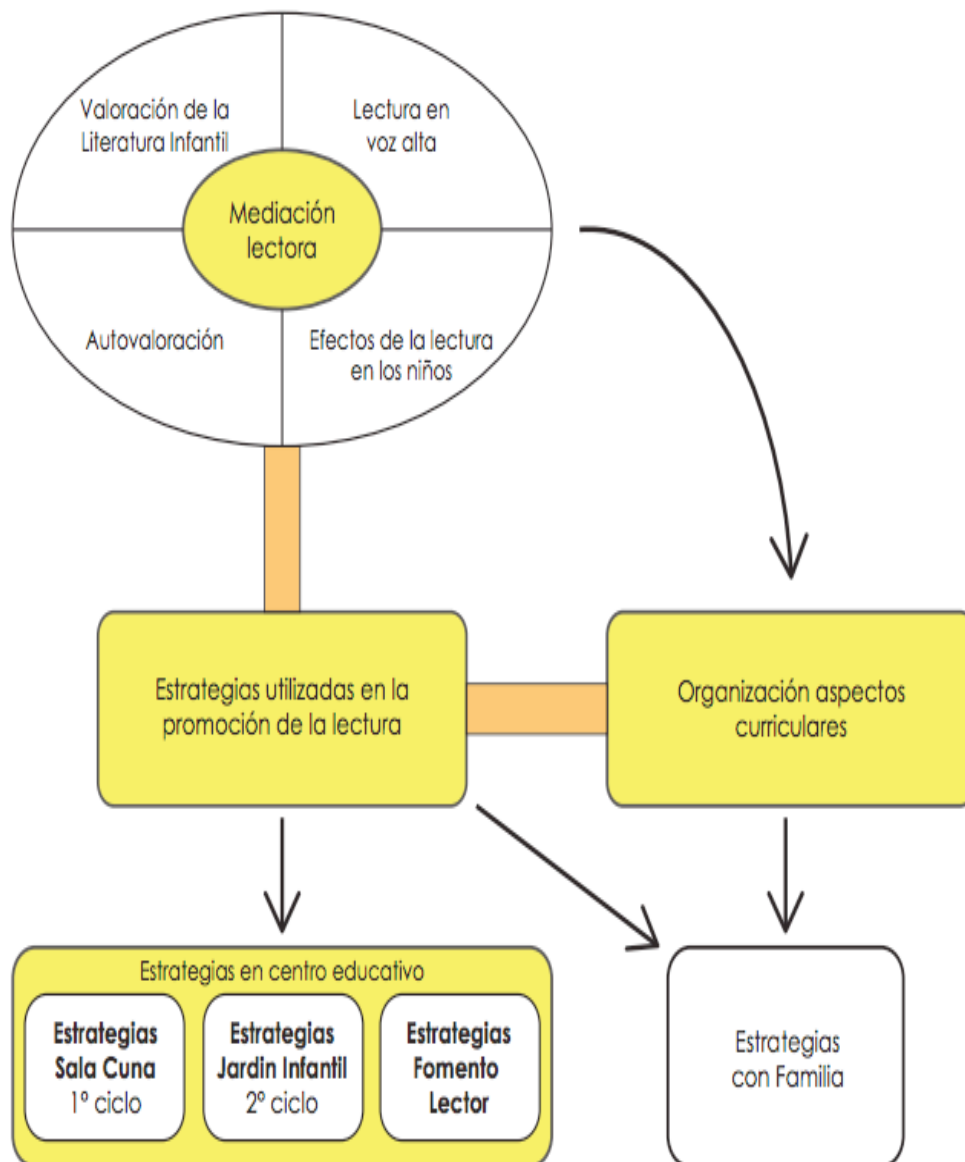 Valoración de la
Literatura Infantil
Lectura en
voz alta
Mediación
lectora
Autovaloración
Efectos de la lectura
en los niños
Estrategias utilizadas en la
promoción de la lectura
Organización aspectos
curriculares
Estrategias en centro educativo
Estrategias
Sala Cuna
1º ciclo
Estrategias
Jardin Infantil
2º ciclo
Estrategias
Fomento
Lector
Estrategias
con Familia